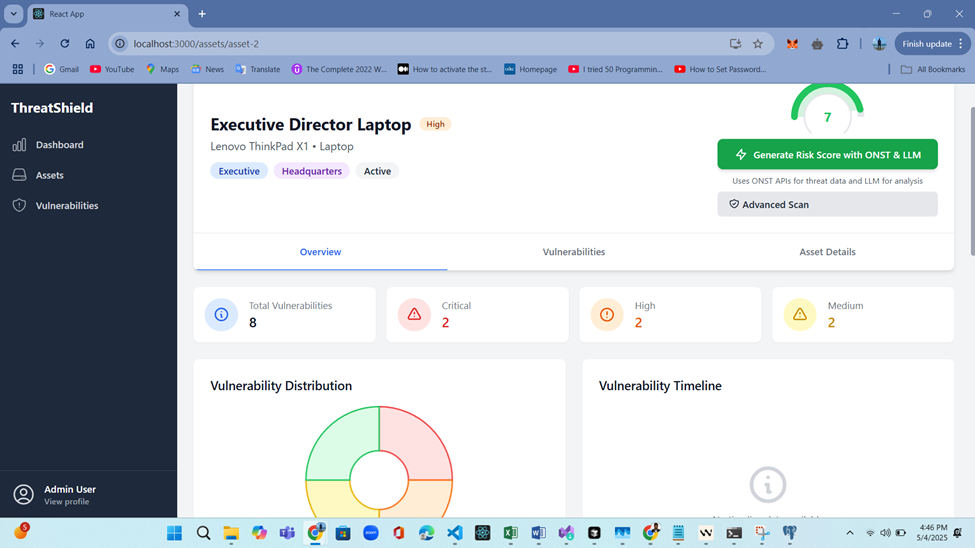 React App
localhost:3000/assets/asset-2
Finish update
Gmail
YouTube
Maps
News
Translate
The Complete 2022 W...
How to activate the st...
Homepage
I tried 50 Programmin...
How to Set Password...
All Bookmarks
ThreatShield
Dashboard
Assets
Vulnerabilities
Admin User
View profile
Executive Director Laptop
High
Lenovo ThinkPad X1 • Laptop
Executive
Headquarters
Active
7
Generate Risk Score with ONST & LLM
Uses ONST APIs for threat data and LLM for analysis
Advanced Scan
Overview
Vulnerabilities
Asset Details
Total Vulnerabilities
8
Critical
2
High
2
Medium
2
Vulnerability Distribution
Vulnerability Timeline
5
4:46 PM
5/4/2025